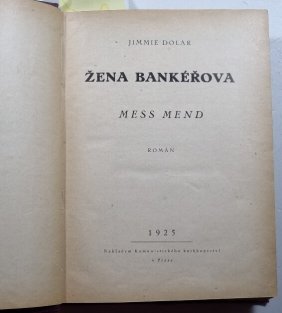 JIMMIE DOLAR
ŽENA BANKÉŘOVA
MESS MEND
ROMÁN
1925
Nákladem Komunistického knihkupectví
v Praze